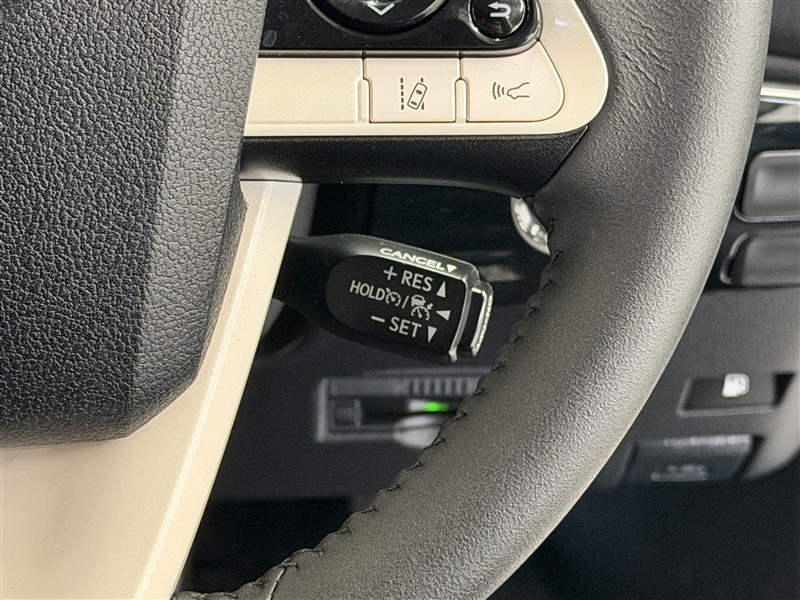 CANCEL▼
+RES▲
HOLD /
−SET▼